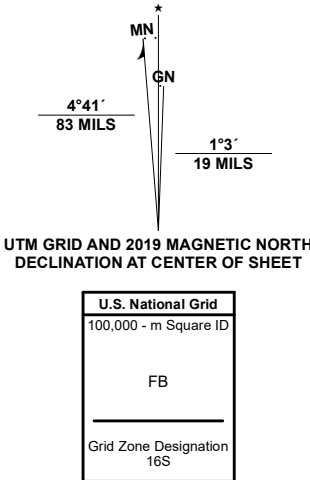 MN
GN
4°41´
83 MILS
1°3´
19 MILS
UTM GRID AND 2019 MAGNETIC NORTH
DECLINATION AT CENTER OF SHEET
U.S. National Grid
100,000 - m Square ID
FB
Grid Zone Designation
16S